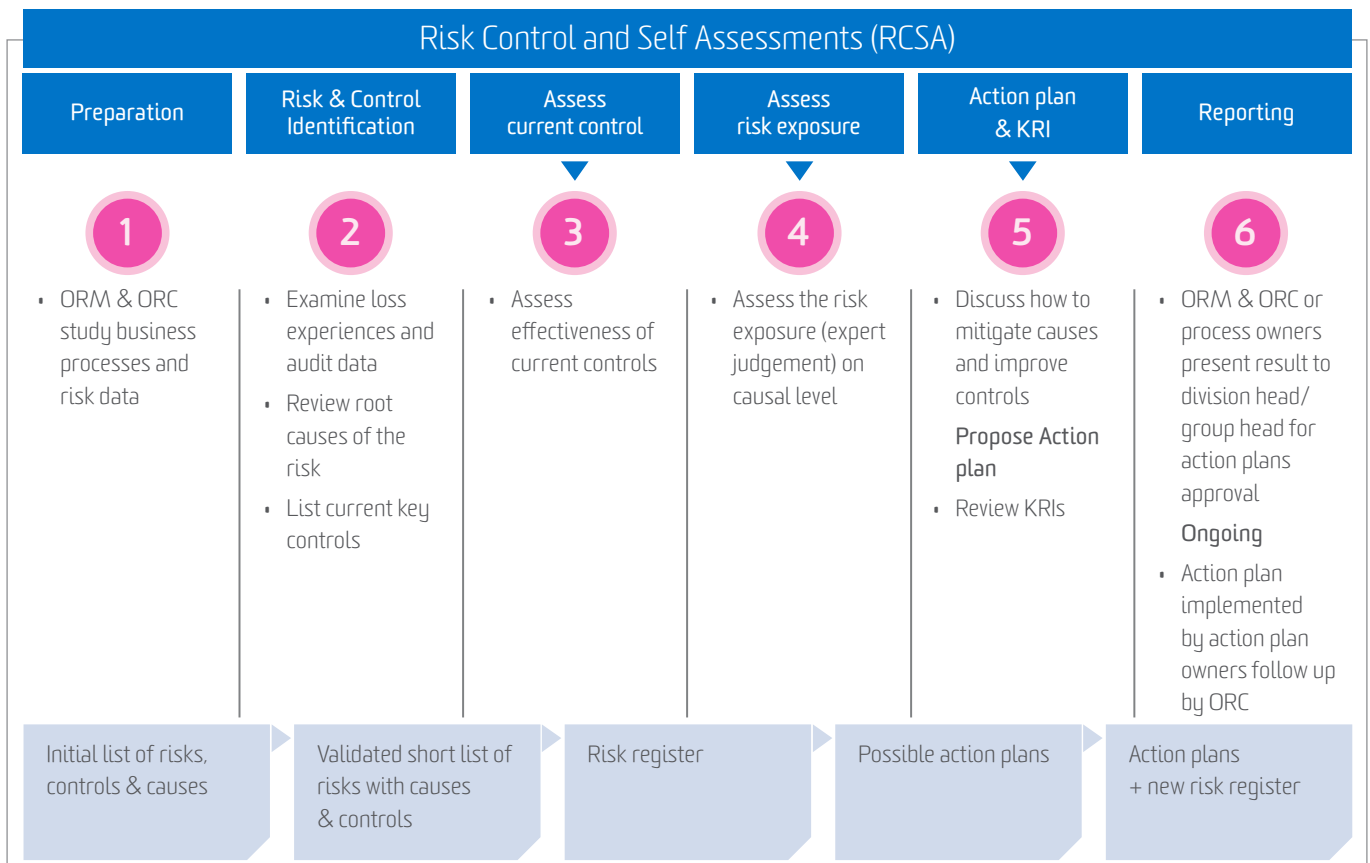 Risk Control and Self Assessments (RCSA)
Preparation
Risk & Control
Identification
Assess
current control
Assess
risk exposure
Action plan
& KRI
Reporting
1
2
3
4
5
6
• ORM & ORC
study business
processes and
risk data
• Examine loss
experiences and
audit data
• Review root
causes of the
risk
• List current key
controls
• Assess
effectiveness of
current controls
• Assess the risk
exposure (expert
judgement) on
causal level
• Discuss how to
mitigate causes
and improve
controls
Propose Action
plan
• Review KRIs
• ORM & ORC or
process owners
present result to
division head/
group head for
action plans
approval
Ongoing
• Action plan
implemented
by action plan
owners follow up
by ORC
Initial list of risks,
controls & causes
Validated short list of
risks with causes
& controls
Risk register
Possible action plans
Action plans
+ new risk register